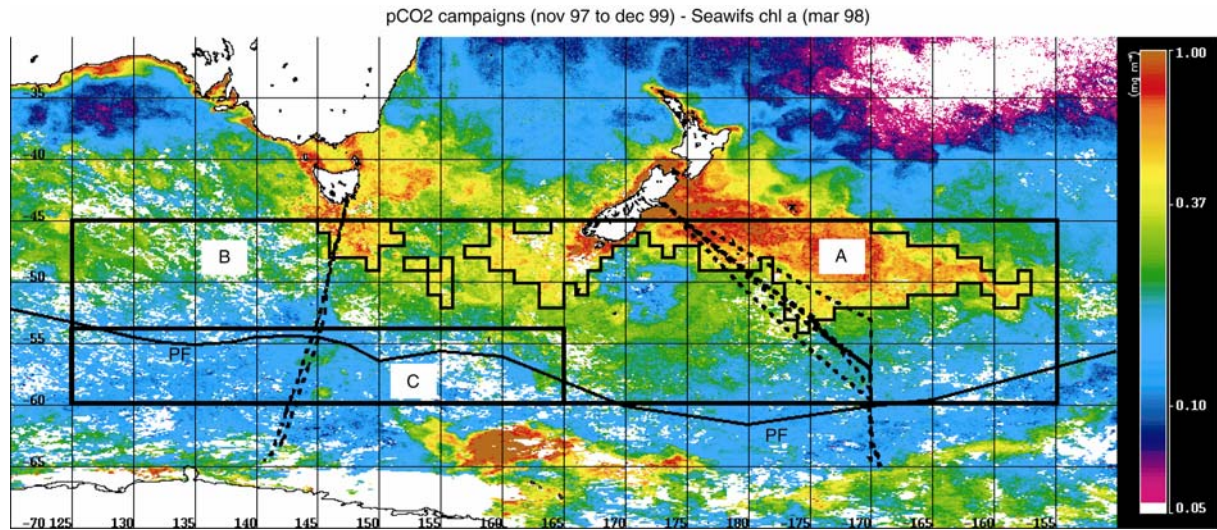 pCO2 campaigns (nov 97 to dec 99) - Seawifs chl a (mar 98)
1.00
(mg m⁻³)
-35
-40
0.37
-45
B
A
-50
-55
PF
C
-60
0.10
PF
-65
-70 125 130 135 140 145 150 155 160 165 170 175 180 -175 -170 -165 -160 -155
0.05